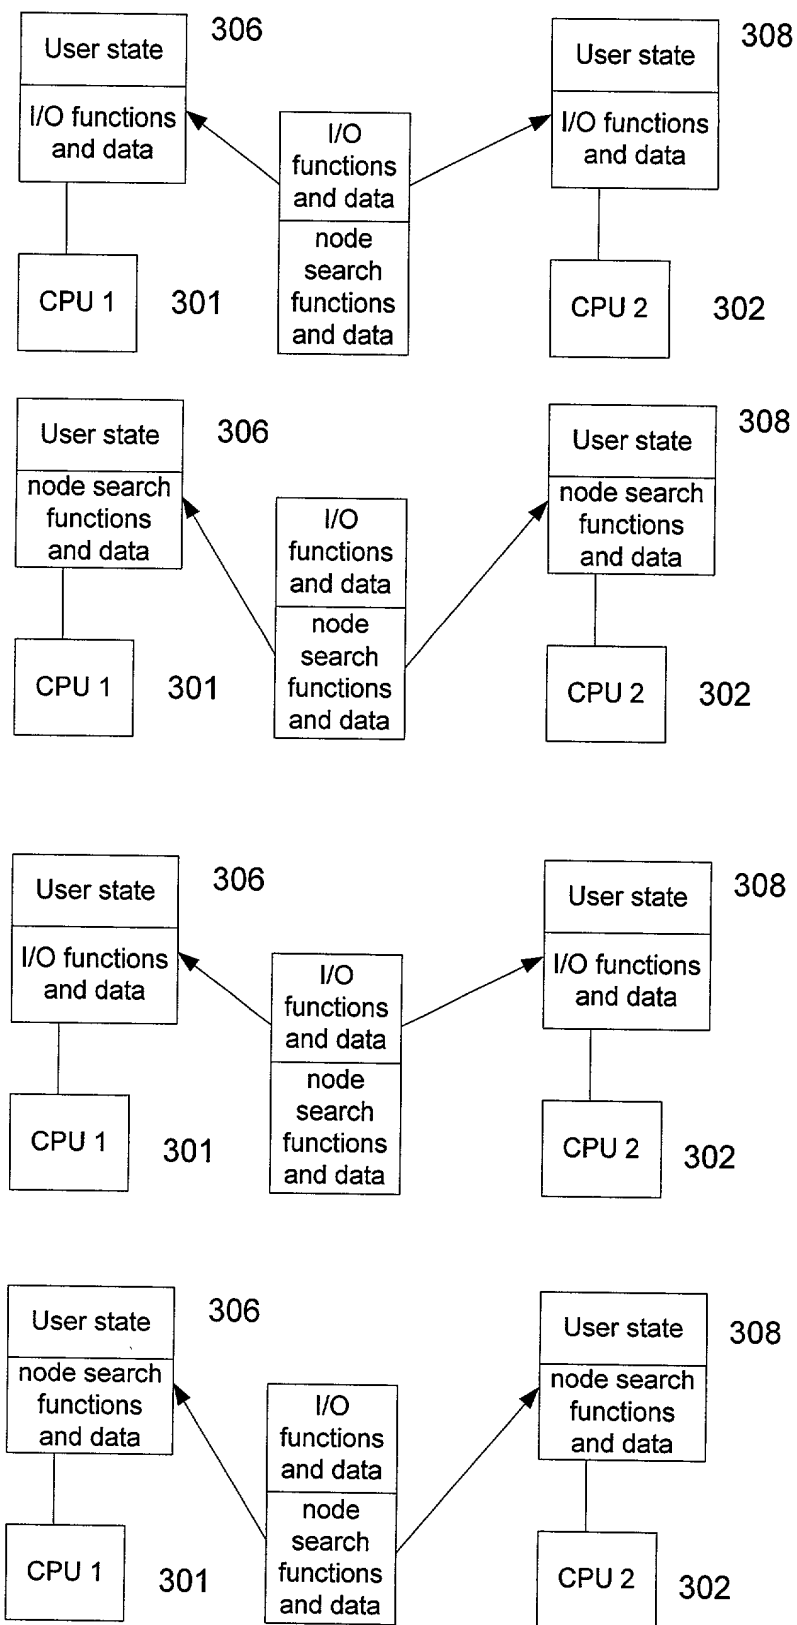 306
308
User state
User state
I/O functions
and data
I/O
functions
and data
I/O functions
and data
node
search
functions
and data
CPU 1
301
CPU 2
302
User state
306
User state
308
node search
functions
and data
I/O
functions
and data
node search
functions
and data
node
search
functions
and data
CPU 1
301
CPU 2
302
User state
306
User state
308
I/O functions
and data
I/O
functions
and data
I/O functions
and data
node
search
functions
and data
CPU 1
301
CPU 2
302
User state
306
User state
308
node search
functions
and data
I/O
functions
and data
node search
functions
and data
node
search
functions
and data
CPU 1
301
CPU 2
302